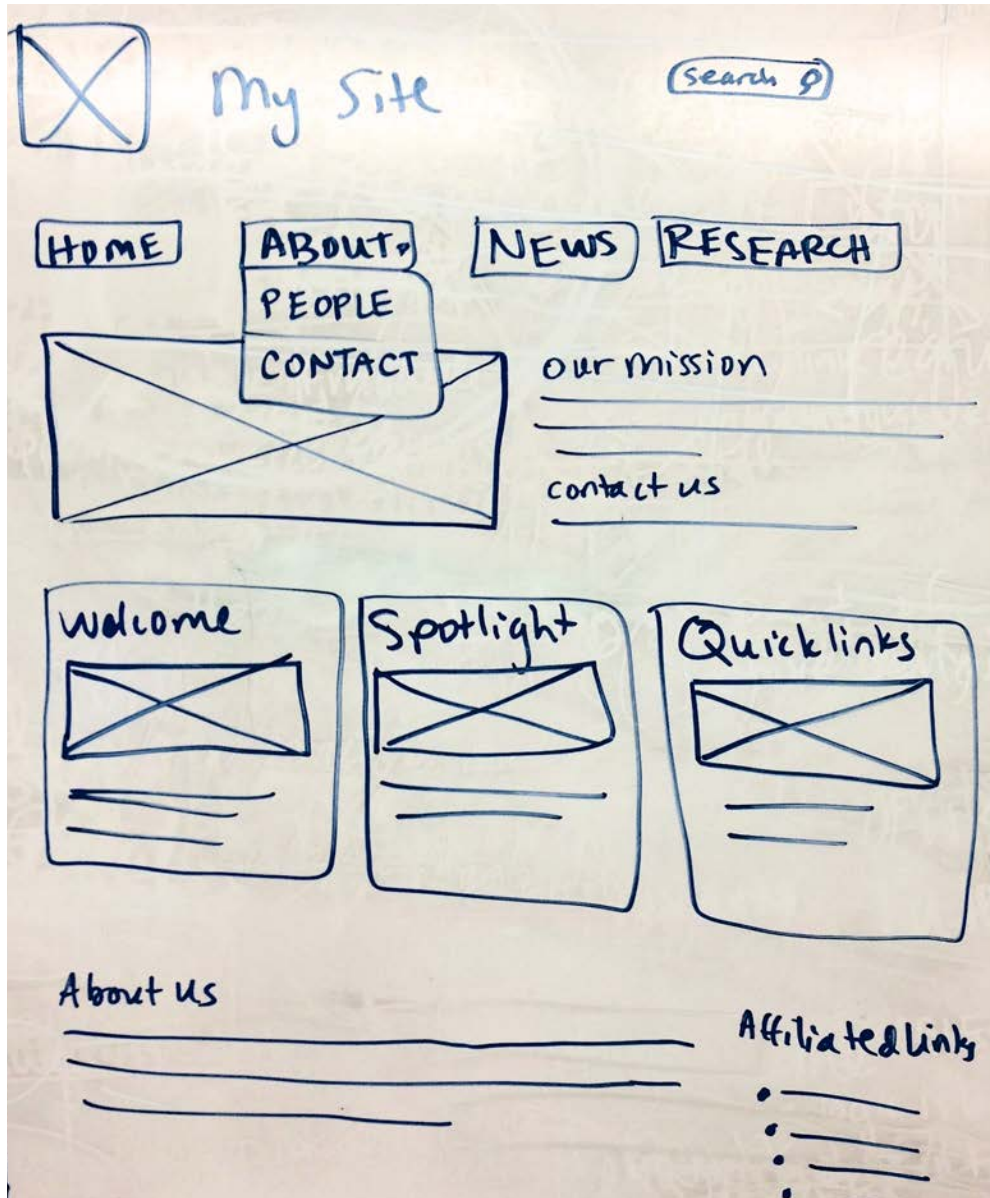 My Site
search
HOME
ABOUT
NEWS
RESEARCH
PEOPLE
CONTACT
our mission
contact us
Welcome
Spotlight
Quicklinks
About us
Affiliated links